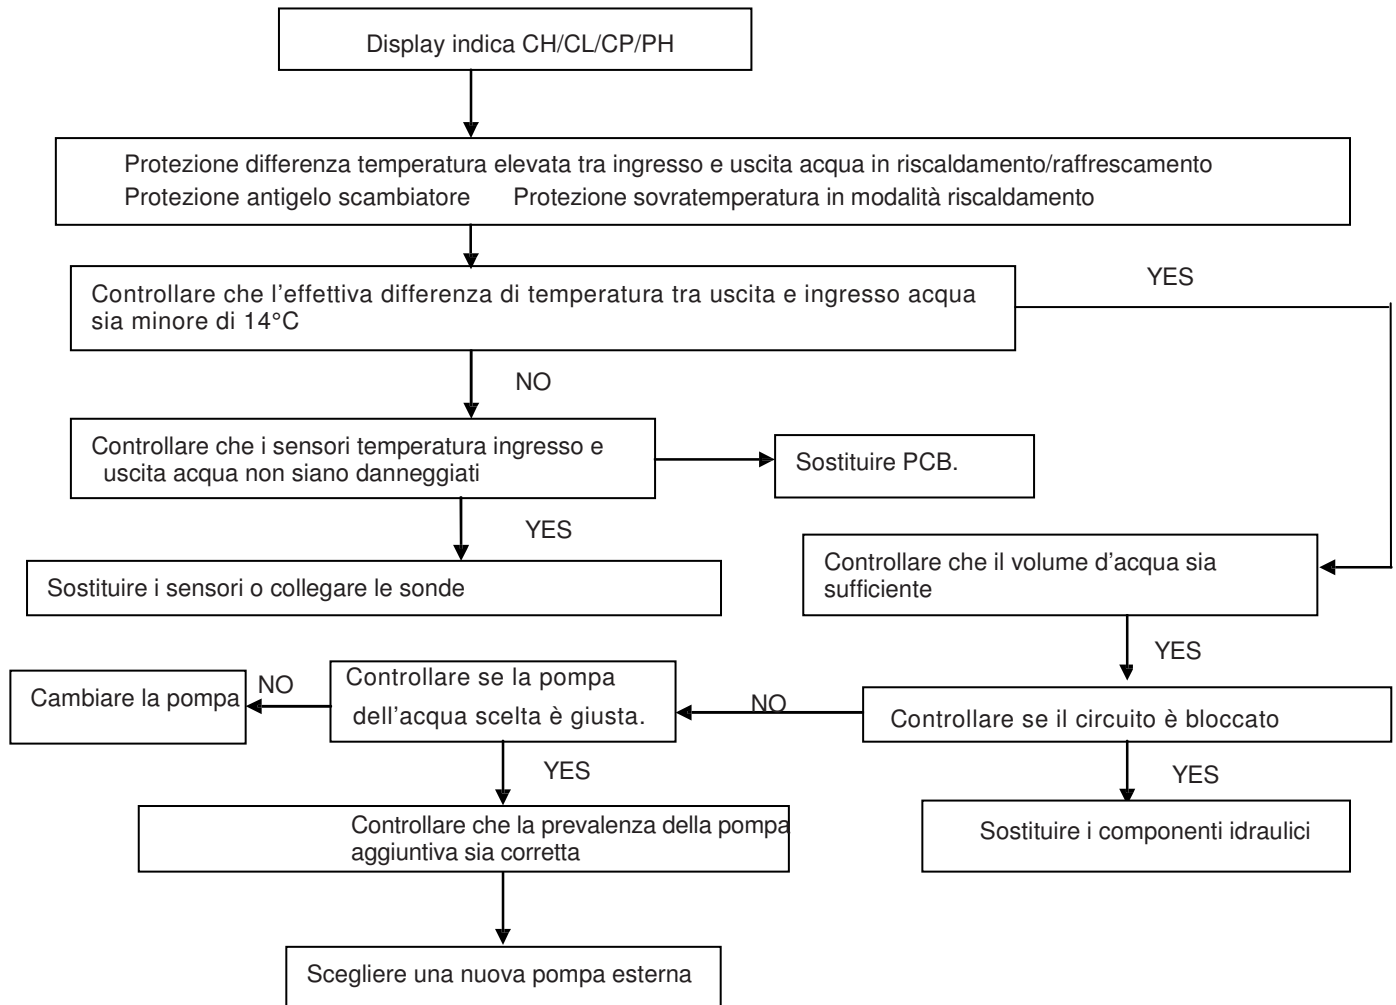 Display indica CH/CL/CP/PH
Protezione differenza temperatura elevata tra ingresso e uscita acqua in riscaldamento/raffrescamento
Protezione antigelo scambiatore Protezione sovratemperatura in modalità riscaldamento
YES
Controllare che l'effettiva differenza di temperatura tra uscita e ingresso acqua
sia minore di 14°C
NO
Controllare che i sensori temperatura ingresso e
uscita acqua non siano danneggiati
Sostituire PCB.
YES
Controllare che il volume d'acqua sia
sufficiente
Sostituire i sensori o collegare le sonde
YES
Cambiare la pompa
NO
Controllare se la pompa
dell'acqua scelta è giusta.
NO
Controllare se il circuito è bloccato
YES
YES
Controllare che la prevalenza della pompa
aggiuntiva sia corretta
Sostituire i componenti idraulici
Scegliere una nuova pompa esterna